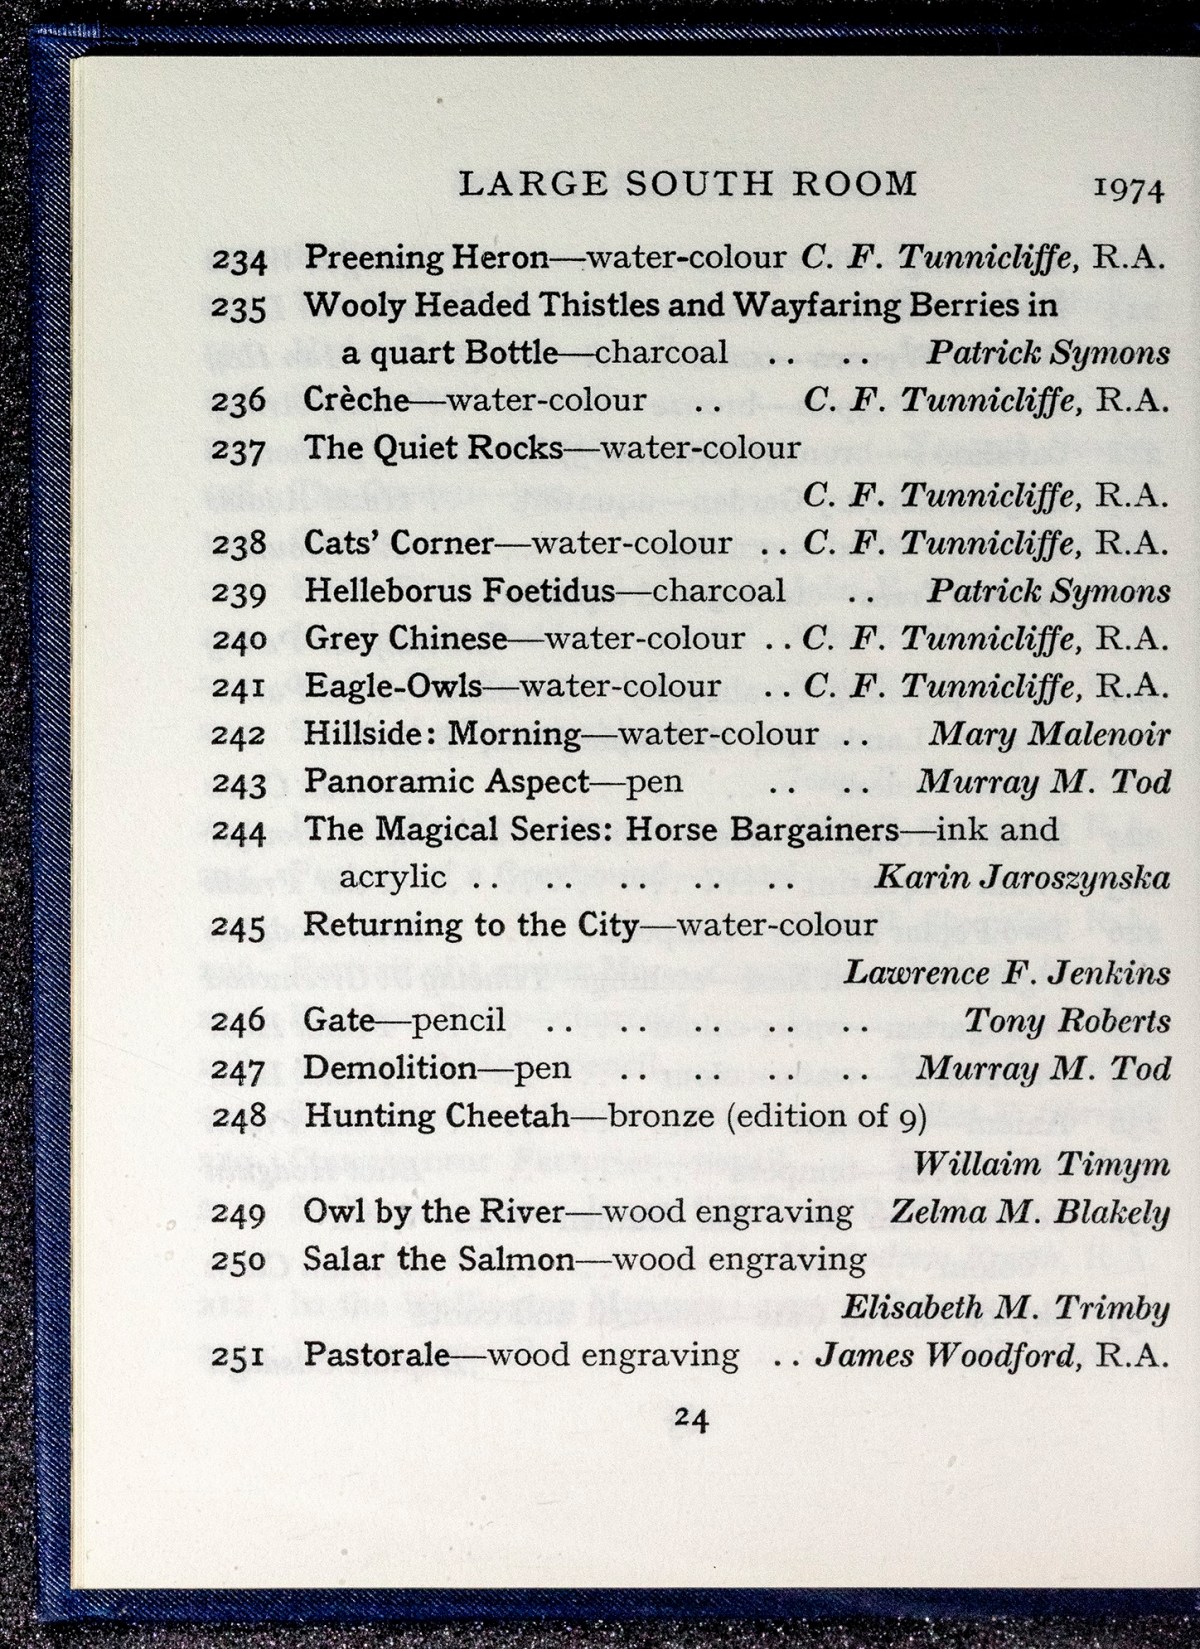 LARGE SOUTH ROOM 1974
234 Preening Heron—water-colour C. F. Tunnicliffe, R.A.
235 Wooly Headed Thistles and Wayfaring Berries in
a quart Bottle—charcoal .. .. Patrick Symons
236 Crèche—water-colour .. C. F. Tunnicliffe, R.A.
237 The Quiet Rocks—water-colour
C. F. Tunnicliffe, R.A.
238 Cats' Corner—water-colour .. C. F. Tunnicliffe, R.A.
239 Helleborus Foetidus—charcoal .. Patrick Symons
240 Grey Chinese—water-colour .. C. F. Tunnicliffe, R.A.
241 Eagle-Owls—water-colour .. C. F. Tunnicliffe, R.A.
242 Hillside: Morning—water-colour .. Mary Malenoir
243 Panoramic Aspect—pen .. .. Murray M. Tod
244 The Magical Series: Horse Bargainers—ink and
acrylic .. .. .. .. .. Karin Jaroszynska
245 Returning to the City—water-colour
Lawrence F. Jenkins
246 Gate—pencil .. .. .. .. .. Tony Roberts
247 Demolition—pen .. .. .. .. Murray M. Tod
248 Hunting Cheetah—bronze (edition of 9)
Willaim Timym
249 Owl by the River—wood engraving Zelma M. Blakely
250 Salar the Salmon—wood engraving
Elisabeth M. Trimby
251 Pastorale—wood engraving .. James Woodford, R.A.
24